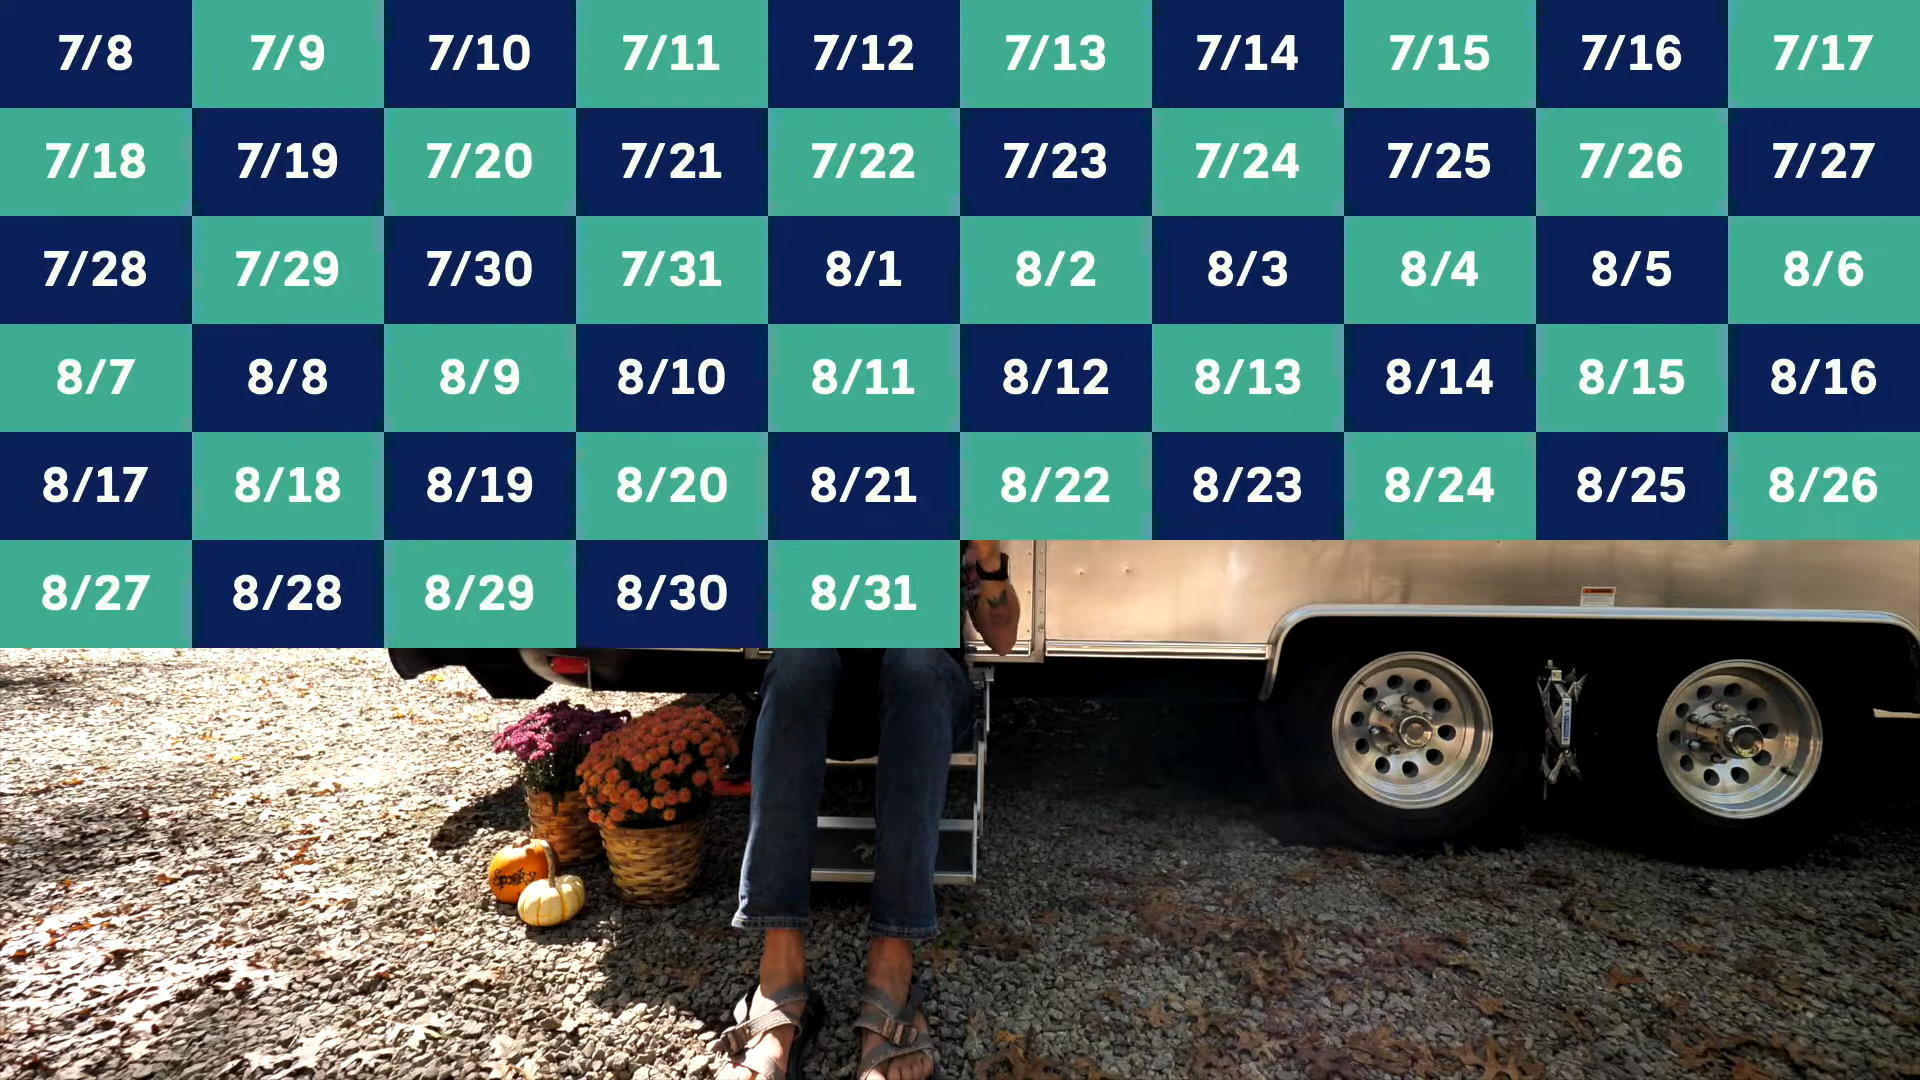 7/8 7/9 7/10 7/11 7/12 7/13 7/14 7/15 7/16 7/17
7/18 7/19 7/20 7/21 7/22 7/23 7/24 7/25 7/26 7/27
7/28 7/29 7/30 7/31 8/1 8/2 8/3 8/4 8/5 8/6
8/7 8/8 8/9 8/10 8/11 8/12 8/13 8/14 8/15 8/16
8/17 8/18 8/19 8/20 8/21 8/22 8/23 8/24 8/25 8/26
8/27 8/28 8/29 8/30 8/31
Spooky